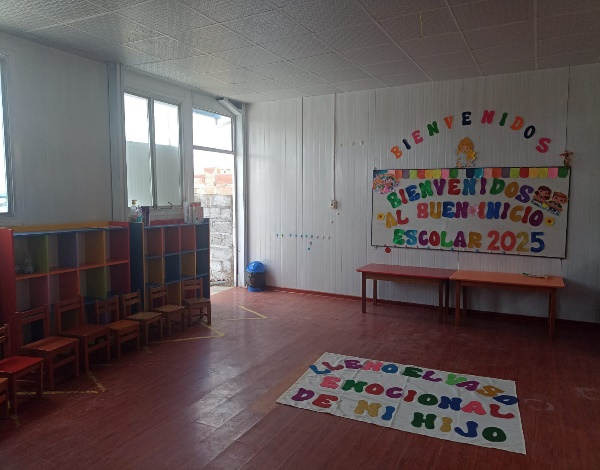 BIENVENIDOS
BIENVENIDOS
AL BUEN INICIO
ESCOLAR 2025
LLENO EL VASO
EMOCIONAL
DE MI HIJO